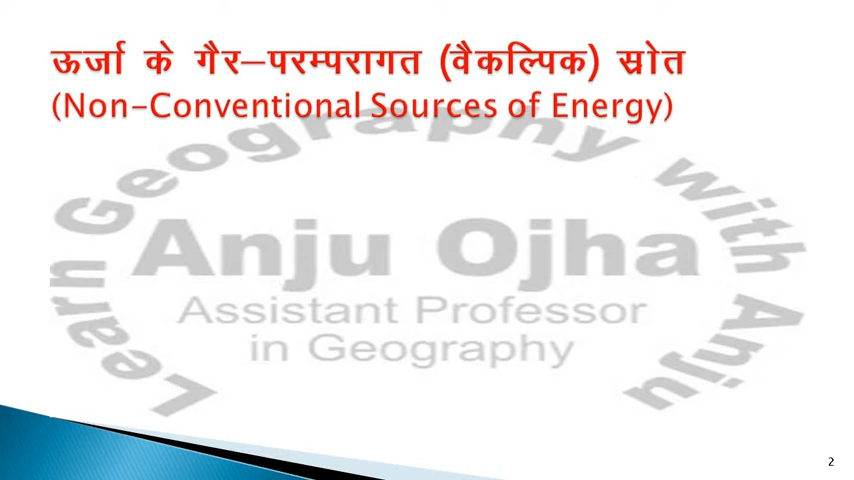 ऊर्जा के गैर–परम्परागत (वैकल्पिक) स्रोत
(Non-Conventional Sources of Energy)
Learn Geography with Anju
Anju Ojha
Assistant Professor
in Geography
2